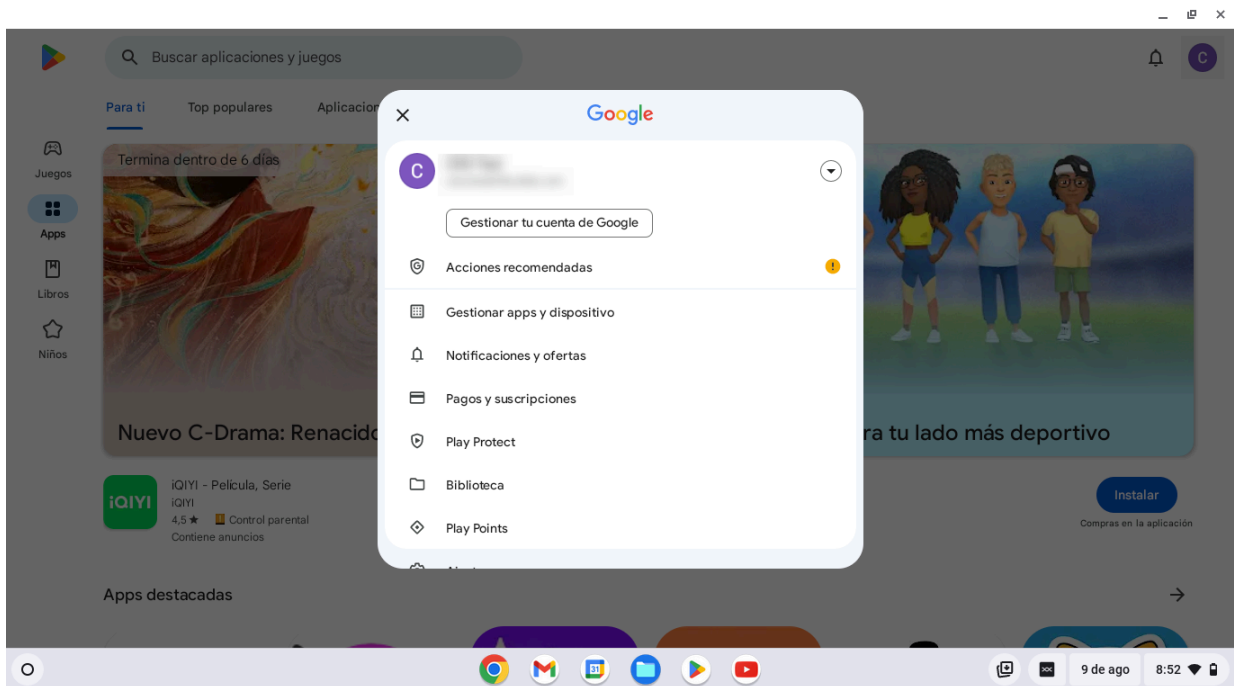 Buscar aplicaciones y juegos
C
Para ti
Top populares
Aplicacion
Google
Juegos
Apps
Libros
Niños
Termina dentro de 6 días
C
Gestionar tu cuenta de Google
Acciones recomendadas
Gestionar apps y dispositivo
Notificaciones y ofertas
Pagos y suscripciones
Play Protect
Biblioteca
Play Points
Nuevo C-Drama: Renacido
ra tu lado más deportivo
iQIYI
iQIYI - Película, Serie
iQIYI
4,5 ★ Control parental
Contiene anuncios
Instalar
Compras en la aplicación
Apps destacadas
31
9 de ago
8:52